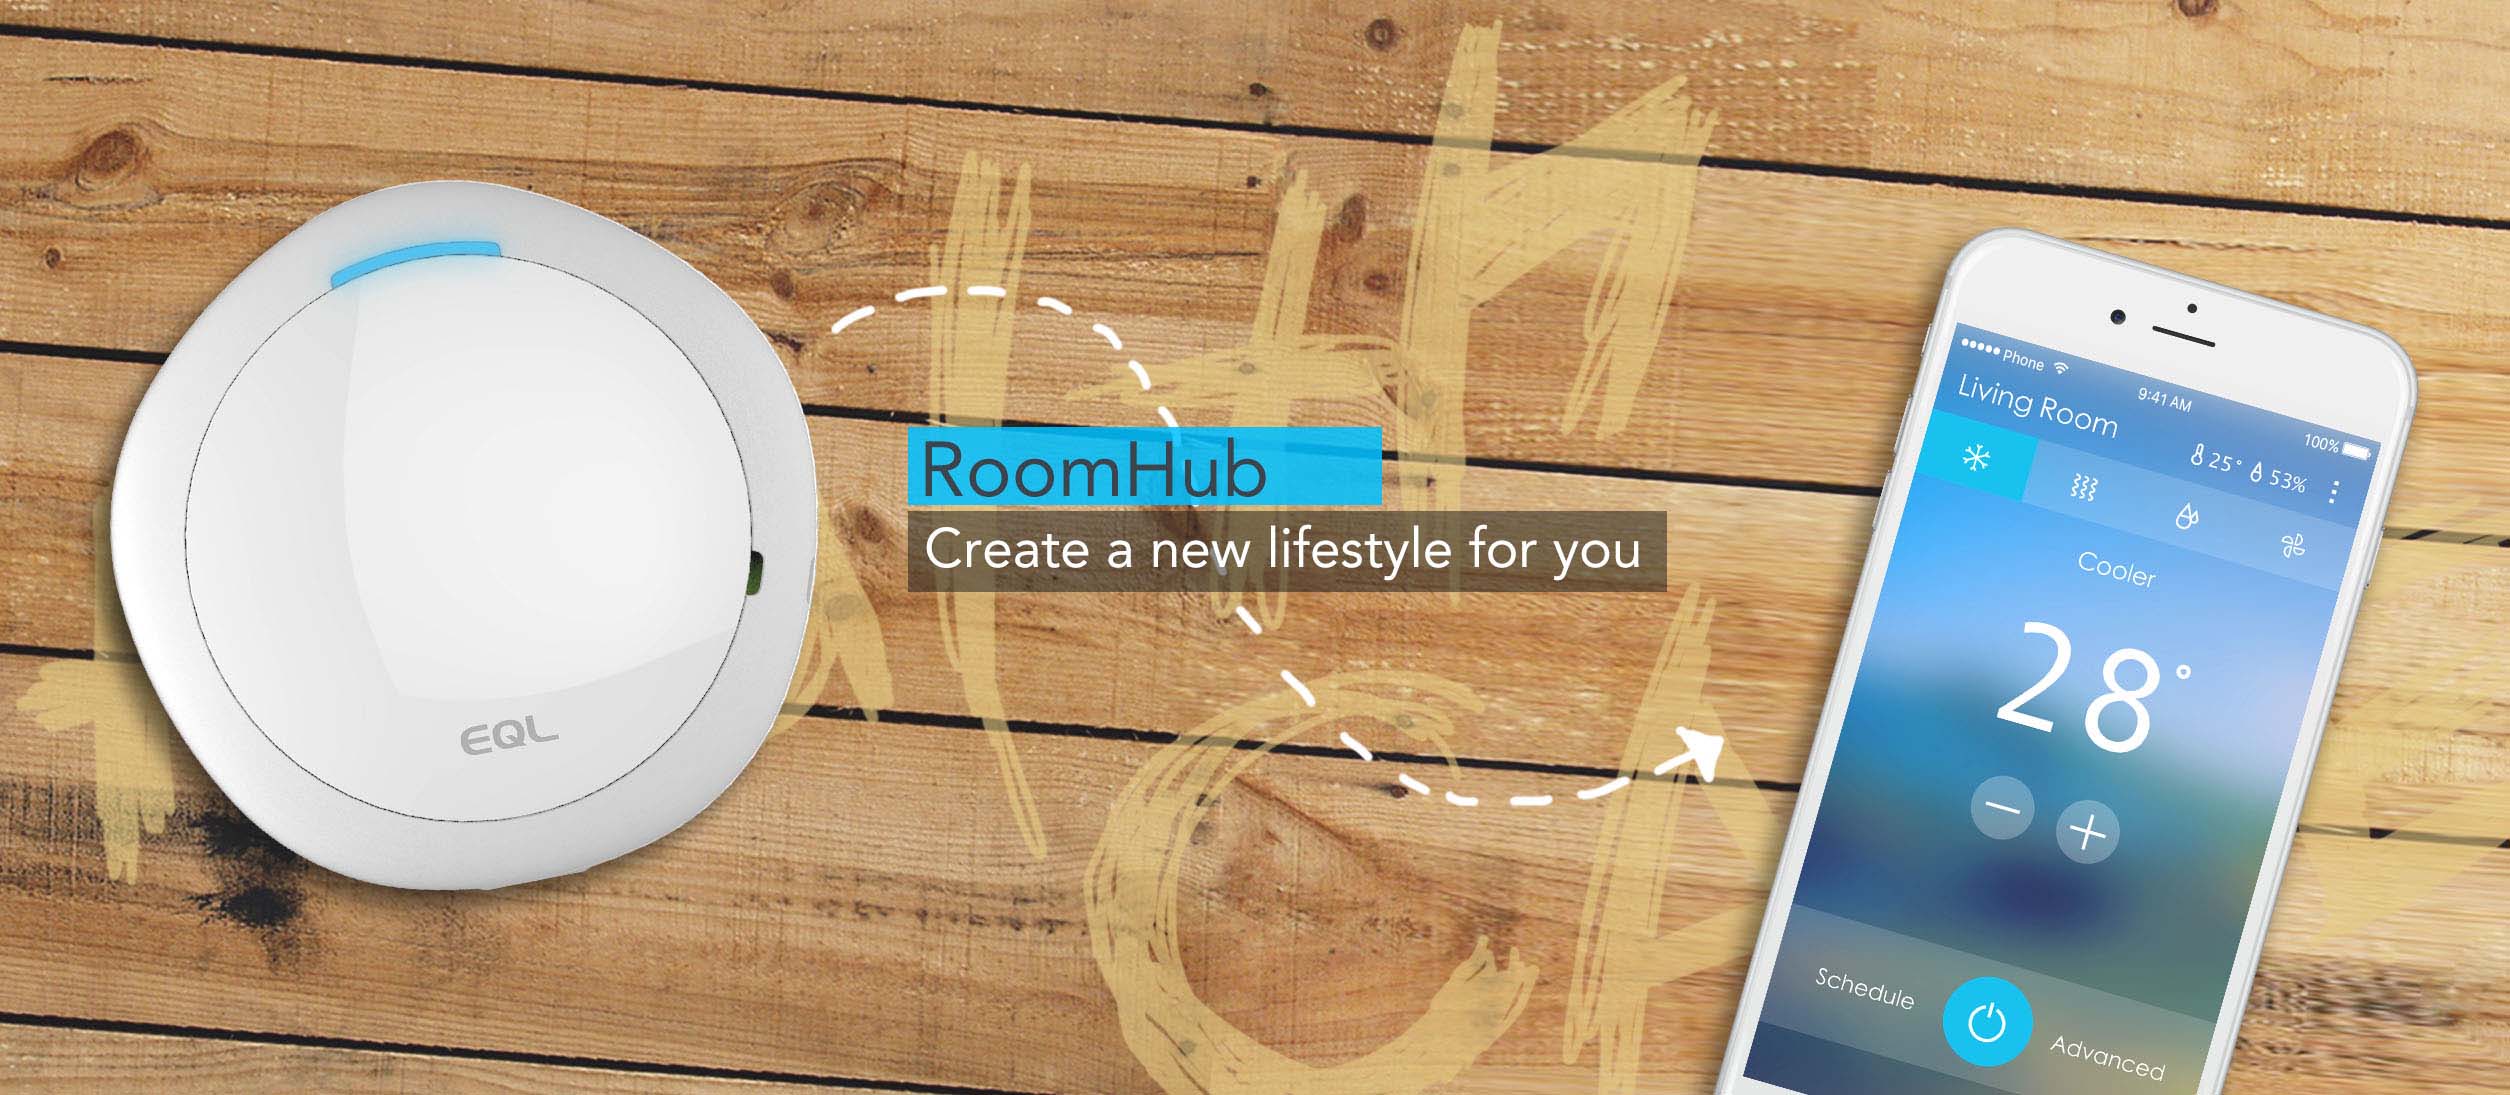 EQL
RoomHub
Create a new lifestyle for you
Phone 9:41 AM 100%
Living Room
25° 53%
Cooler
28°
Schedule
Advanced